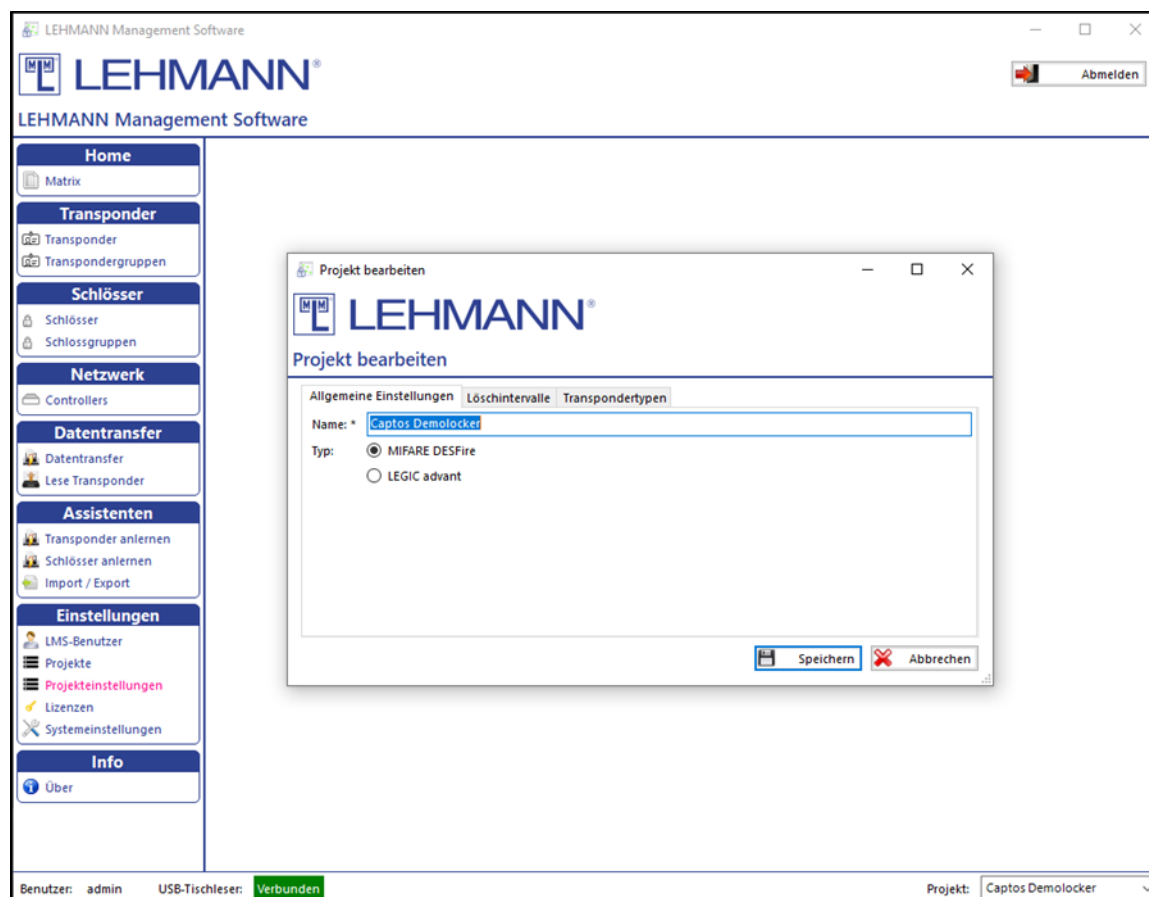 LEHMANN Management Software
LEHMANN®
Abmelden
LEHMANN Management Software
Home
Matrix
Transponder
Transponder
Transpondergruppen
Schlösser
Schlösser
Schlossgruppen
Netzwerk
Controllers
Datentransfer
Datentransfer
Lese Transponder
Assistenten
Transponder anlernen
Schlösser anlernen
Import / Export
Einstellungen
LMS-Benutzer
Projekte
Projekteinstellungen
Lizenzen
Systemeinstellungen
Info
Über
Projekt bearbeiten
LEHMANN®
Projekt bearbeiten
Allgemeine Einstellungen Löschintervalle Transpondertypen
Name: * Captos Demolocker
Typ: MIFARE DESFire
LEGIC advant
Speichern Abbrechen
Benutzer: admin USB-Tischleser: Verbunden Projekt: Captos Demolocker